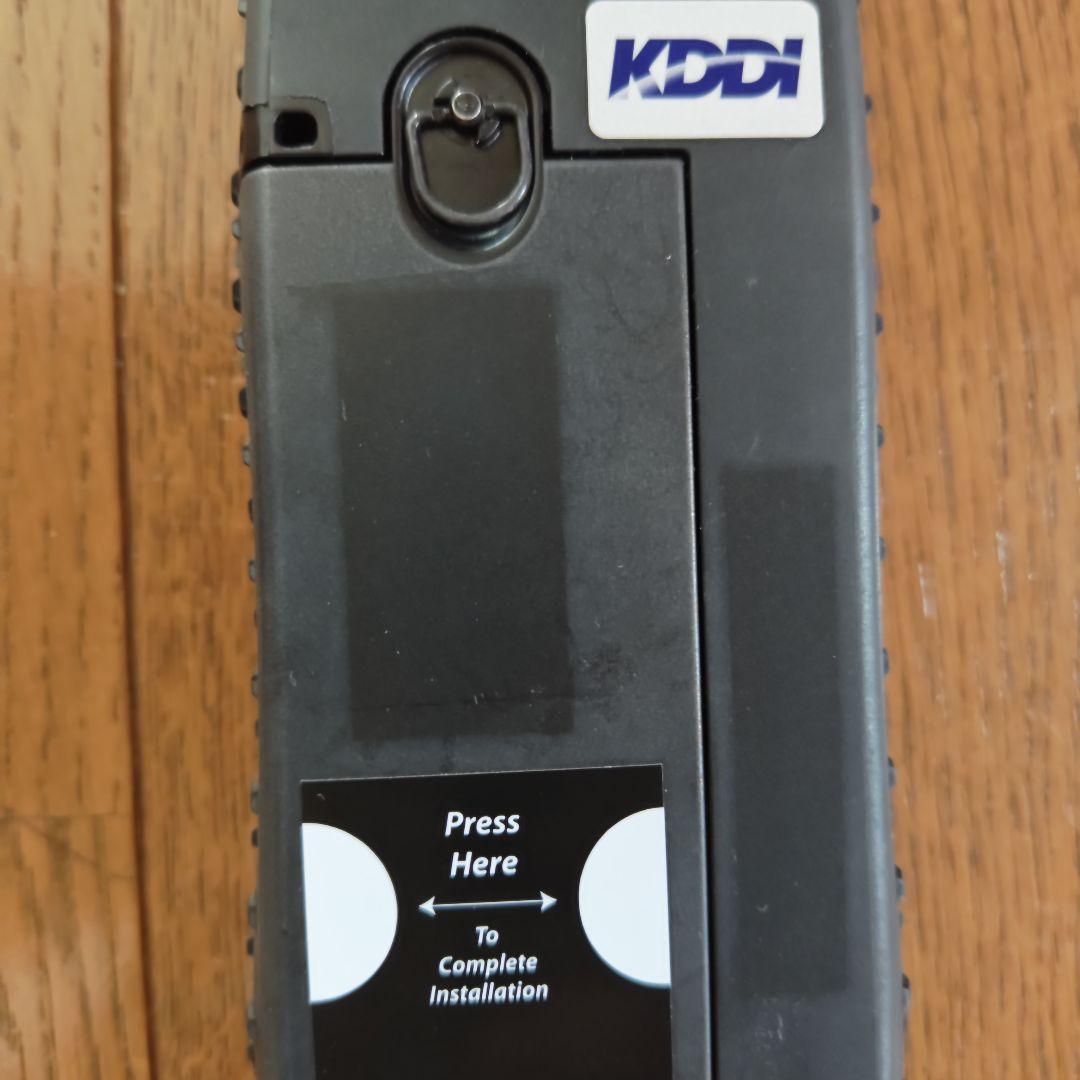 KDDI
Press
Here
To
Complete
Installation